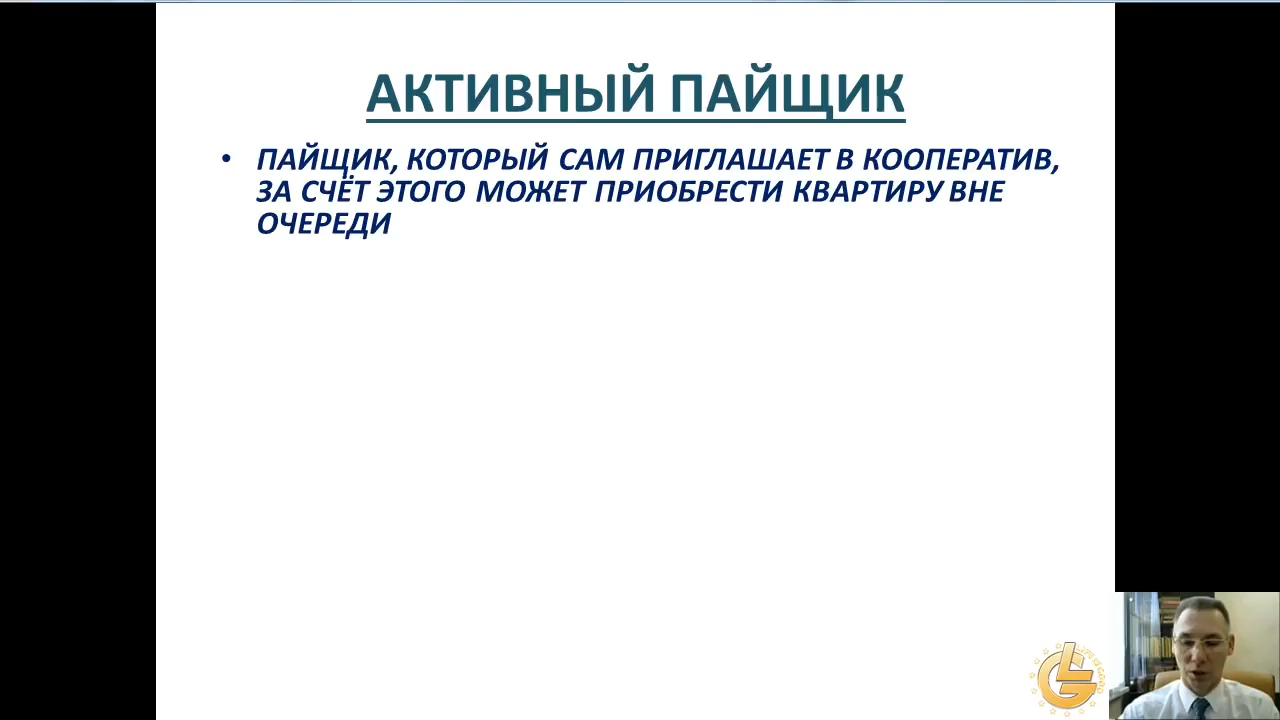 АКТИВНЫЙ ПАЙЩИК
• ПАЙЩИК, КОТОРЫЙ САМ ПРИГЛАШАЕТ В КООПЕРАТИВ,
ЗА СЧЁТ ЭТОГО МОЖЕТ ПРИОБРЕСТИ КВАРТИРУ ВНЕ
ОЧЕРЕДИ